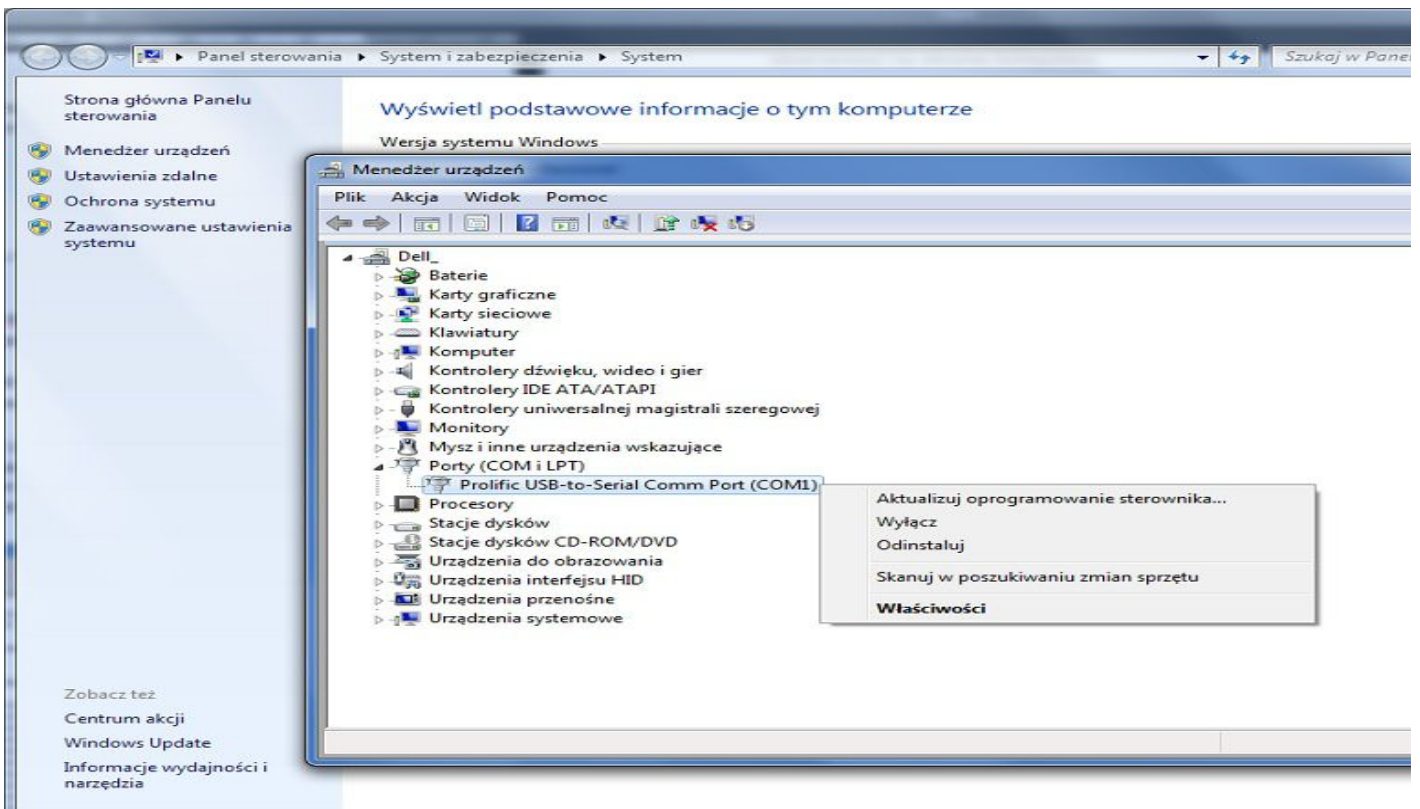 Panel sterowania ▸ System i zabezpieczenia ▸ System
Szukaj w Panel
Strona główna Panelu
sterowania
Menedżer urządzeń
Ustawienia zdalne
Ochrona systemu
Zaawansowane ustawienia
systemu
Wyświetl podstawowe informacje o tym komputerze
Wersja systemu Windows
Menedżer urządzeń
Plik Akcja Widok Pomoc
Dell_
Baterie
Karty graficzne
Karty sieciowe
Klawiatury
Komputer
Kontrolery dźwięku, wideo i gier
Kontrolery IDE ATA/ATAPI
Kontrolery uniwersalnej magistrali szeregowej
Monitory
Mysz i inne urządzenia wskazujące
Porty (COM i LPT)
Prolific USB-to-Serial Comm Port (COM1)
Procesory
Stacje dysków
Stacje dysków CD-ROM/DVD
Urządzenia do obrazowania
Urządzenia interfejsu HID
Urządzenia przenośne
Urządzenia systemowe
Aktualizuj oprogramowanie sterownika...
Wyłącz
Odinstaluj
Skanuj w poszukiwaniu zmian sprzętu
Właściwości
Zobacz też
Centrum akcji
Windows Update
Informacje wydajności i
narzędzia